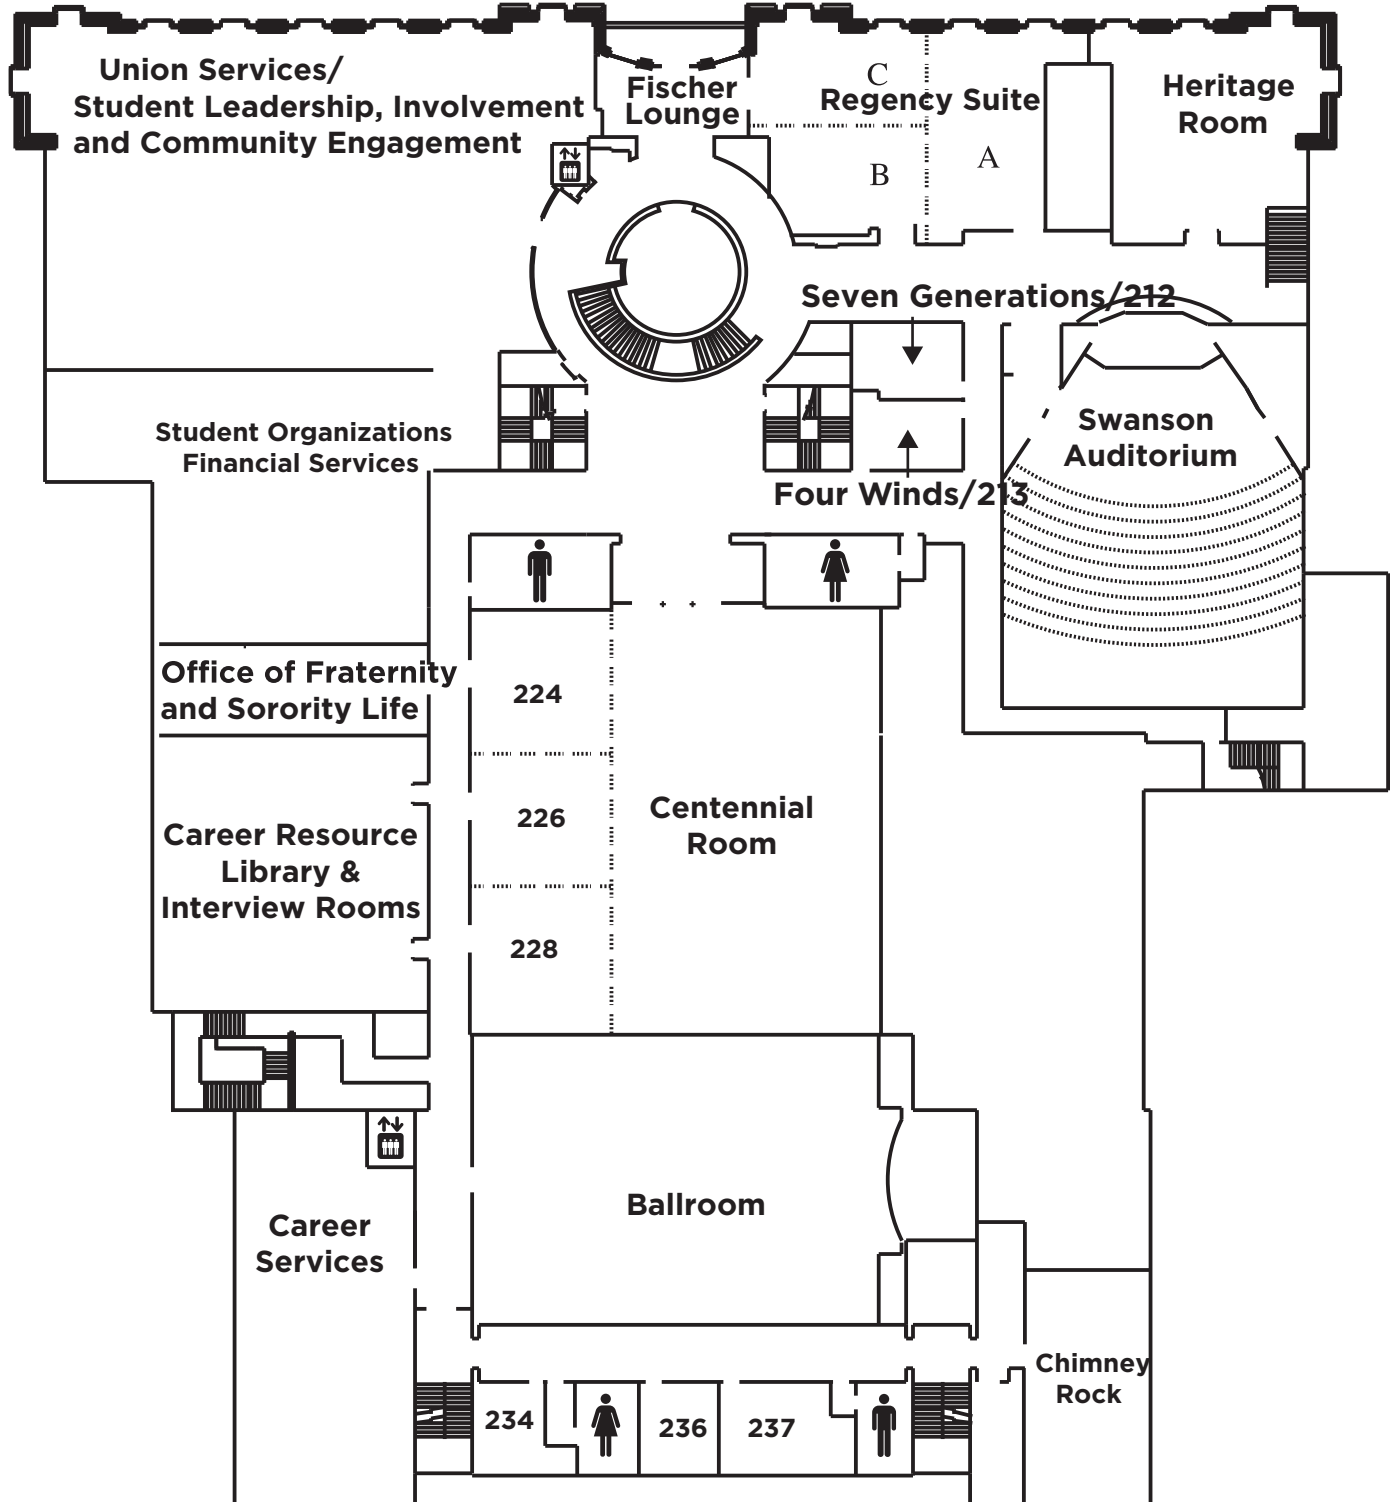 Union Services/
Student Leadership, Involvement
and Community Engagement
Fischer
Lounge
C
Regency Suite
B
A
Heritage
Room
Seven Generations/212
Swanson
Auditorium
Student Organizations
Financial Services
Four Winds/213
Office of Fraternity
and Sorority Life
224
226
228
Centennial
Room
Career Resource
Library &
Interview Rooms
Ballroom
Career
Services
Chimney
Rock
234
236
237